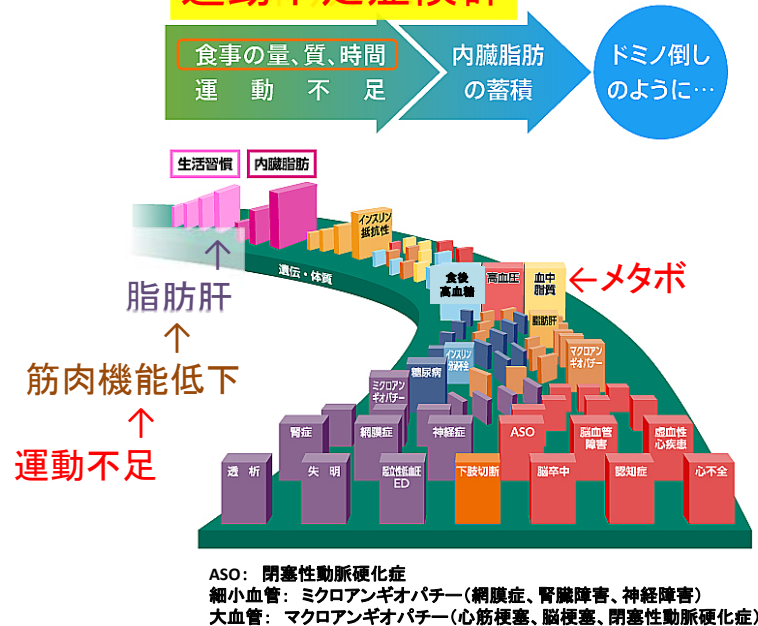 食事の量、質、時間
運動不足
内臓脂肪
の蓄積
ドミノ倒し
のように…
生活習慣
内臓脂肪
インスリン
抵抗性
遺伝・体質
食後
高血糖
高血圧
血中
脂質
←メタボ
↑
脂肪肝
↑
筋肉機能低下
↑
運動不足
脂肪肝
インスリン
分泌不全
マクロアン
ギオパチー
糖尿病
ミクロアン
ギオパチー
腎症
網膜症
神経症
ASO
脳血管
障害
虚血性
心疾患
透析
失明
起立性低血圧
ED
下肢切断
脳卒中
認知症
心不全
ASO： 閉塞性動脈硬化症
細小血管： ミクロアンギオパチー（網膜症、腎臓障害、神経障害）
大血管： マクロアンギオパチー（心筋梗塞、脳梗塞、閉塞性動脈硬化症）